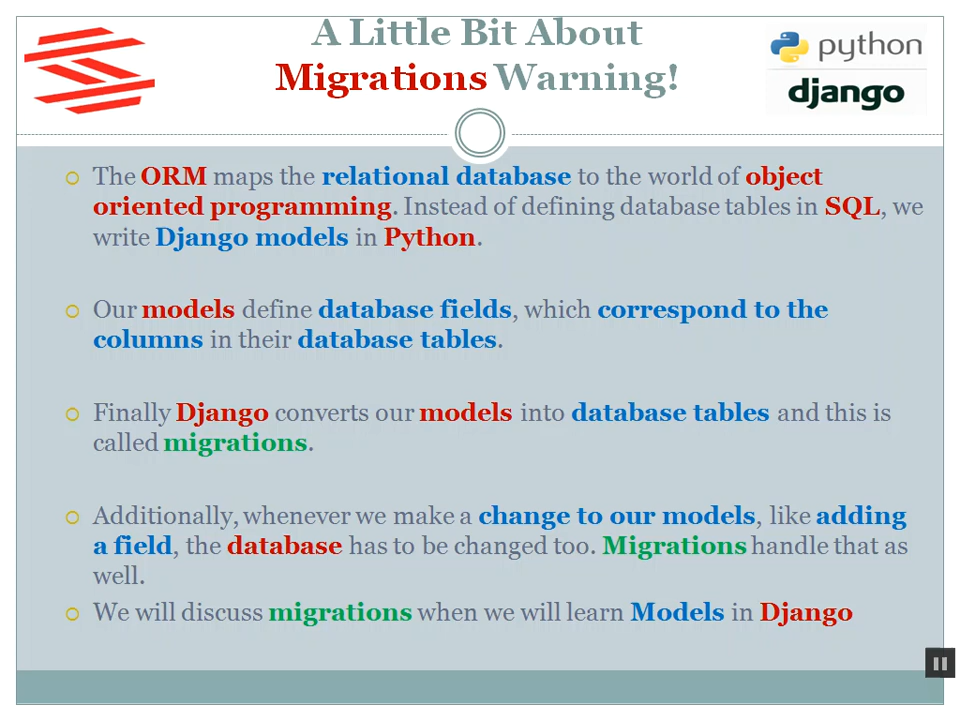 A Little Bit About
Migrations Warning!
python
django
The ORM maps the relational database to the world of object
oriented programming. Instead of defining database tables in SQL, we
write Django models in Python.
Our models define database fields, which correspond to the
columns in their database tables.
Finally Django converts our models into database tables and this is
called migrations.
Additionally, whenever we make a change to our models, like adding
a field, the database has to be changed too. Migrations handle that as
well.
We will discuss migrations when we will learn Models in Django